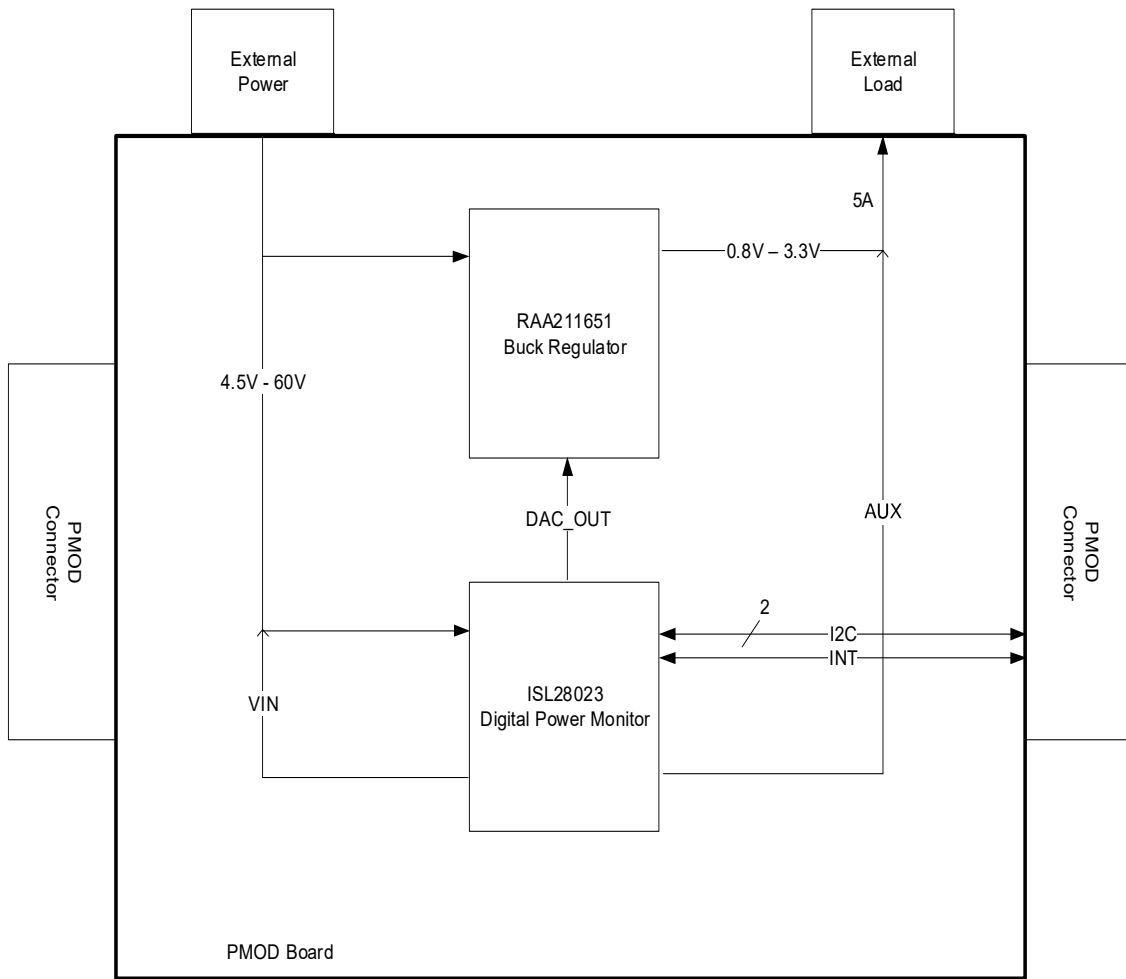 External
Power
External
Load
5A
0.8V – 3.3V
RAA211651
Buck Regulator
4.5V - 60V
PMOD
Connector
DAC_OUT
AUX
PMOD
Connector
2
I2C
INT
ISL28023
Digital Power Monitor
VIN
PMOD Board